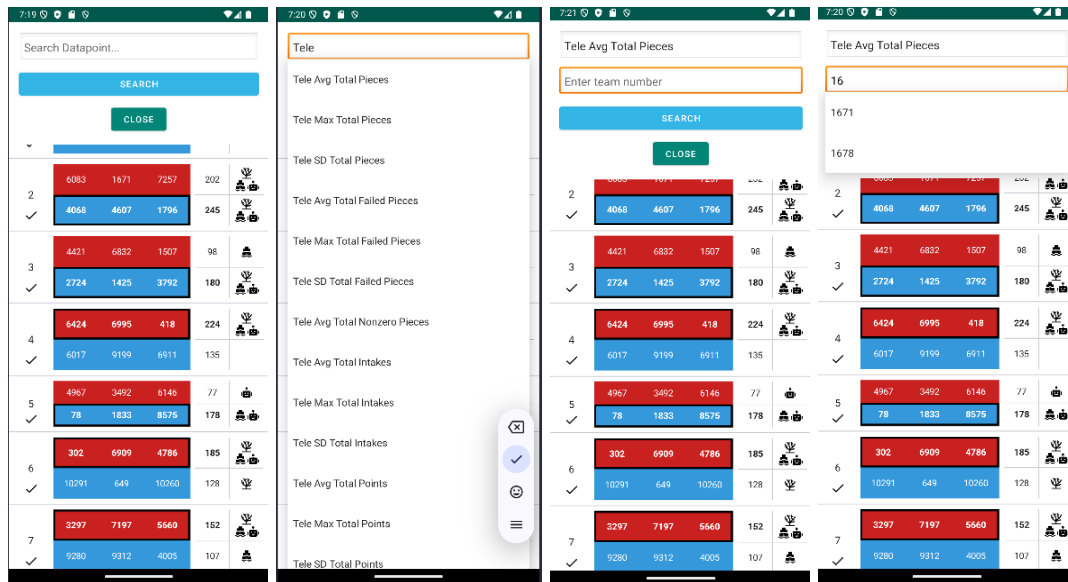 7:19
Search Datapoint...
SEARCH
CLOSE
6083 1671 7257 202
2
4068 4607 1796 245
4421 6832 1507 98
3
2724 1425 3792 180
6424 6995 418 224
4
6017 9199 6911 135
4967 3492 6146 77
5
78 1833 8575 178
302 6909 4786 185
6
10291 649 10260 128
3297 7197 5660 152
7
9280 9312 4005 107
7:20
Tele
Tele Avg Total Pieces
Tele Max Total Pieces
Tele SD Total Pieces
Tele Avg Total Failed Pieces
Tele Max Total Failed Pieces
Tele SD Total Failed Pieces
Tele Avg Total Nonzero Pieces
Tele Avg Total Intakes
Tele Max Total Intakes
Tele SD Total Intakes
Tele Avg Total Points
Tele Max Total Points
Tele SD Total Points
7:21
Tele Avg Total Pieces
Enter team number
SEARCH
CLOSE
2
4068 4607 1796 245
4421 6832 1507 98
3
2724 1425 3792 180
6424 6995 418 224
4
6017 9199 6911 135
4967 3492 6146 77
5
78 1833 8575 178
302 6909 4786 185
6
10291 649 10260 128
3297 7197 5660 152
7
9280 9312 4005 107
7:20
Tele Avg Total Pieces
16
1671
1678
2
4068 4607 1796 245
4421 6832 1507 98
3
2724 1425 3792 180
6424 6995 418 224
4
6017 9199 6911 135
4967 3492 6146 77
5
78 1833 8575 178
302 6909 4786 185
6
10291 649 10260 128
3297 7197 5660 152
7
9280 9312 4005 107